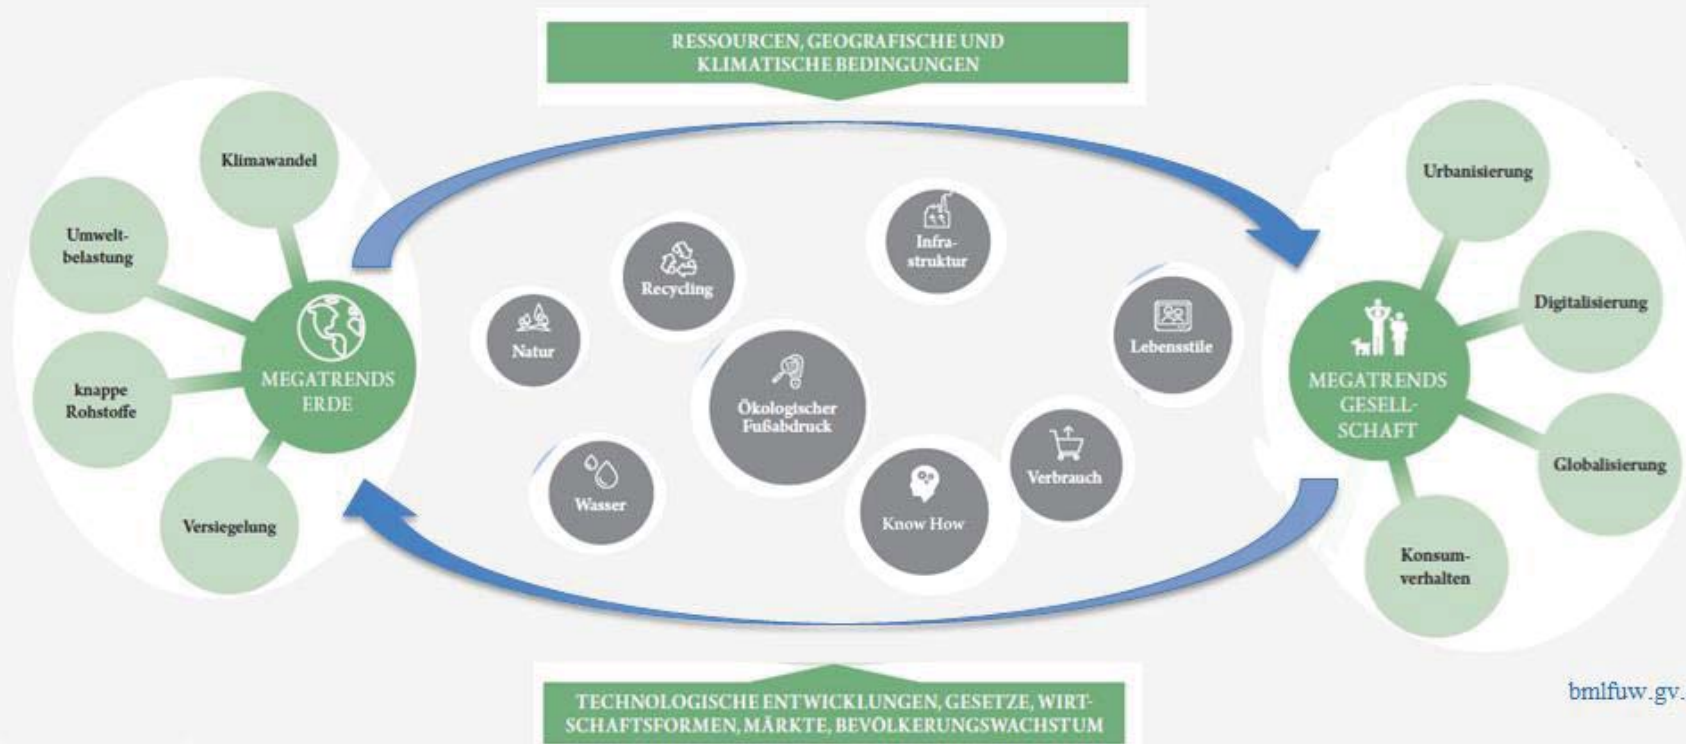 RESSOURCEN, GEOGRAFISCHE UND
KLIMATISCHE BEDINGUNGEN
Klimawandel
Umwelt-
belastung
knappe
Rohstoffe
Versiegelung
MEGATRENDS
ERDE
Natur
Recycling
Wasser
Ökologischer
Fußabdruck
Infra-
struktur
Know How
Verbrauch
Lebensstile
MEGATRENDS
GESELL-
SCHAFT
Urbanisierung
Digitalisierung
Globalisierung
Konsum-
verhalten
TECHNOLOGISCHE ENTWICKLUNGEN, GESETZE, WIRT-
SCHAFTSFORMEN, MÄRKTE, BEVÖLKERUNGSWACHSTUM
bmlfuw.gv.